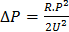 ΔP = R.P²/2U²